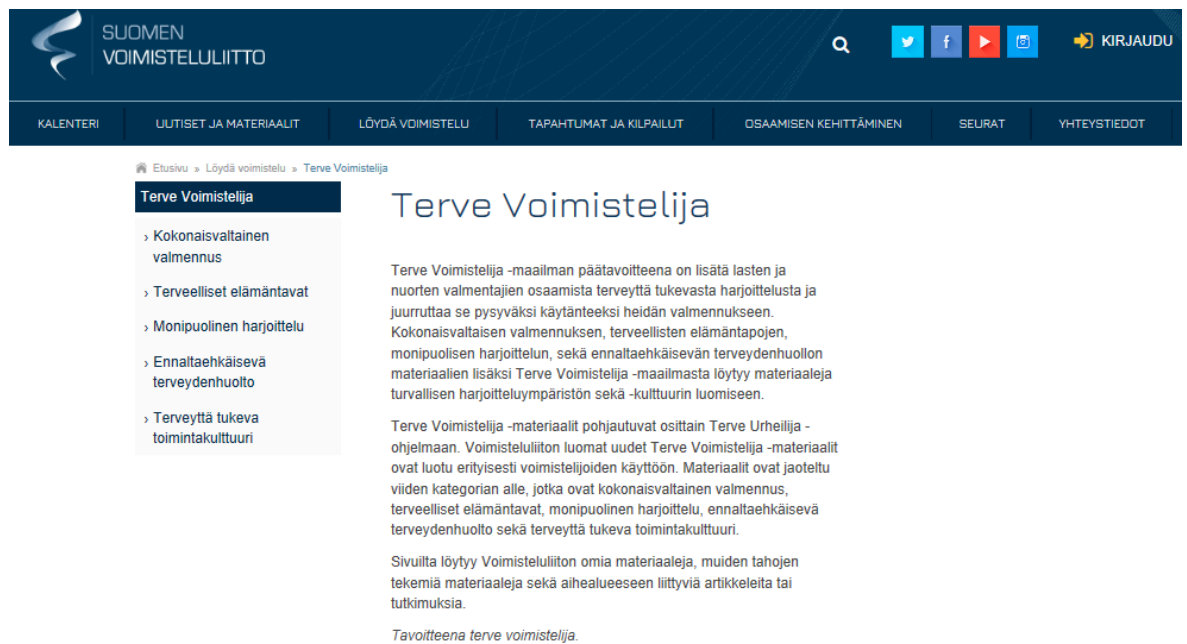 SUOMEN
VOIMISTELULIITTO
KIRJAUDU
KALENTERI
UUTISET JA MATERIAALIT
LÖYDÄ VOIMISTELU
TAPAHTUMAT JA KILPAILUT
OSAAMISEN KEHITTÄMINEN
SEURAT
YHTEYSTIEDOT
Etusivu » Löydä voimistelu » Terve Voimistelija
Terve Voimistelija
› Kokonaisvaltainen
valmennus
› Terveelliset elämäntavat
› Monipuolinen harjoittelu
› Ennaltaehkäisevä
terveydenhuolto
› Terveyttä tukeva
toimintakulttuuri
Terve Voimistelija
Terve Voimistelija -maailman päätavoitteena on lisätä lasten ja
nuorten valmentajien osaamista terveyttä tukevasta harjoittelusta ja
juurruttaa se pysyväksi käytänteeksi heidän valmennukseen.
Kokonaisvaltaisen valmennuksen, terveellisten elämäntapojen,
monipuolisen harjoittelun, sekä ennaltaehkäisevän terveydenhuollon
materiaalien lisäksi Terve Voimistelija -maailmasta löytyy materiaaleja
turvallisen harjoitteluympäristön sekä -kulttuurin luomiseen.
Terve Voimistelija -materiaalit pohjautuvat osittain Terve Urheilija -
ohjelmaan. Voimisteluliiton luomat uudet Terve Voimistelija -materiaalit
ovat luotu erityisesti voimistelijoiden käyttöön. Materiaalit ovat jaoteltu
viiden kategorian alle, jotka ovat kokonaisvaltainen valmennus,
terveelliset elämäntavat, monipuolinen harjoittelu, ennaltaehkäisevä
terveydenhuolto sekä terveyttä tukeva toimintakulttuuri.
Sivuilta löytyy Voimisteluliiton omia materiaaleja, muiden tahojen
tekemiä materiaaleja sekä aihealueeseen liittyviä artikkeleita tai
tutkimuksia.
Tavoitteena terve voimistelija.